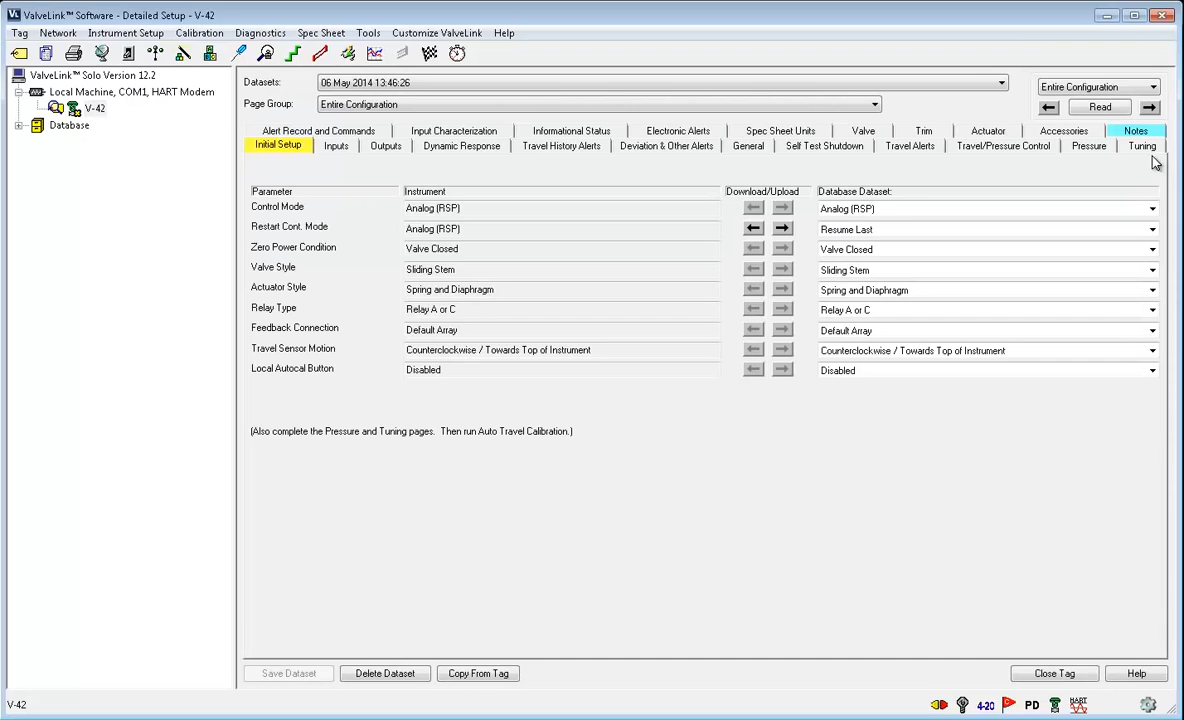 ValveLink™ Software - Detailed Setup - V-42
Tag Network Instrument Setup Calibration Diagnostics Spec Sheet Tools Customize ValveLink Help
ValveLink™ Solo Version 12.2
Local Machine, COM1, HART Modem
V-42
Database
Datasets: 06 May 2014 13:46:26 Entire Configuration
Page Group: Entire Configuration Read
Alert Record and Commands Input Characterization Informational Status Electronic Alerts Spec Sheet Units Valve Trim Actuator Accessories Notes
Initial Setup Inputs Outputs Dynamic Response Travel History Alerts Deviation & Other Alerts General Self Test Shutdown Travel Alerts Travel/Pressure Control Pressure Tuning
Parameter Instrument Download/Upload Database Dataset:
Control Mode Analog (RSP) Analog (RSP)
Restart Cont. Mode Analog (RSP) Resume Last
Zero Power Condition Valve Closed Valve Closed
Valve Style Sliding Stem Sliding Stem
Actuator Style Spring and Diaphragm Spring and Diaphragm
Relay Type Relay A or C Relay A or C
Feedback Connection Default Array Default Array
Travel Sensor Motion Counterclockwise / Towards Top of Instrument Counterclockwise / Towards Top of Instrument
Local Autocal Button Disabled Disabled
(Also complete the Pressure and Tuning pages. Then run Auto Travel Calibration.)
Save Dataset Delete Dataset Copy From Tag Close Tag Help
V-42 4-20 PD HART